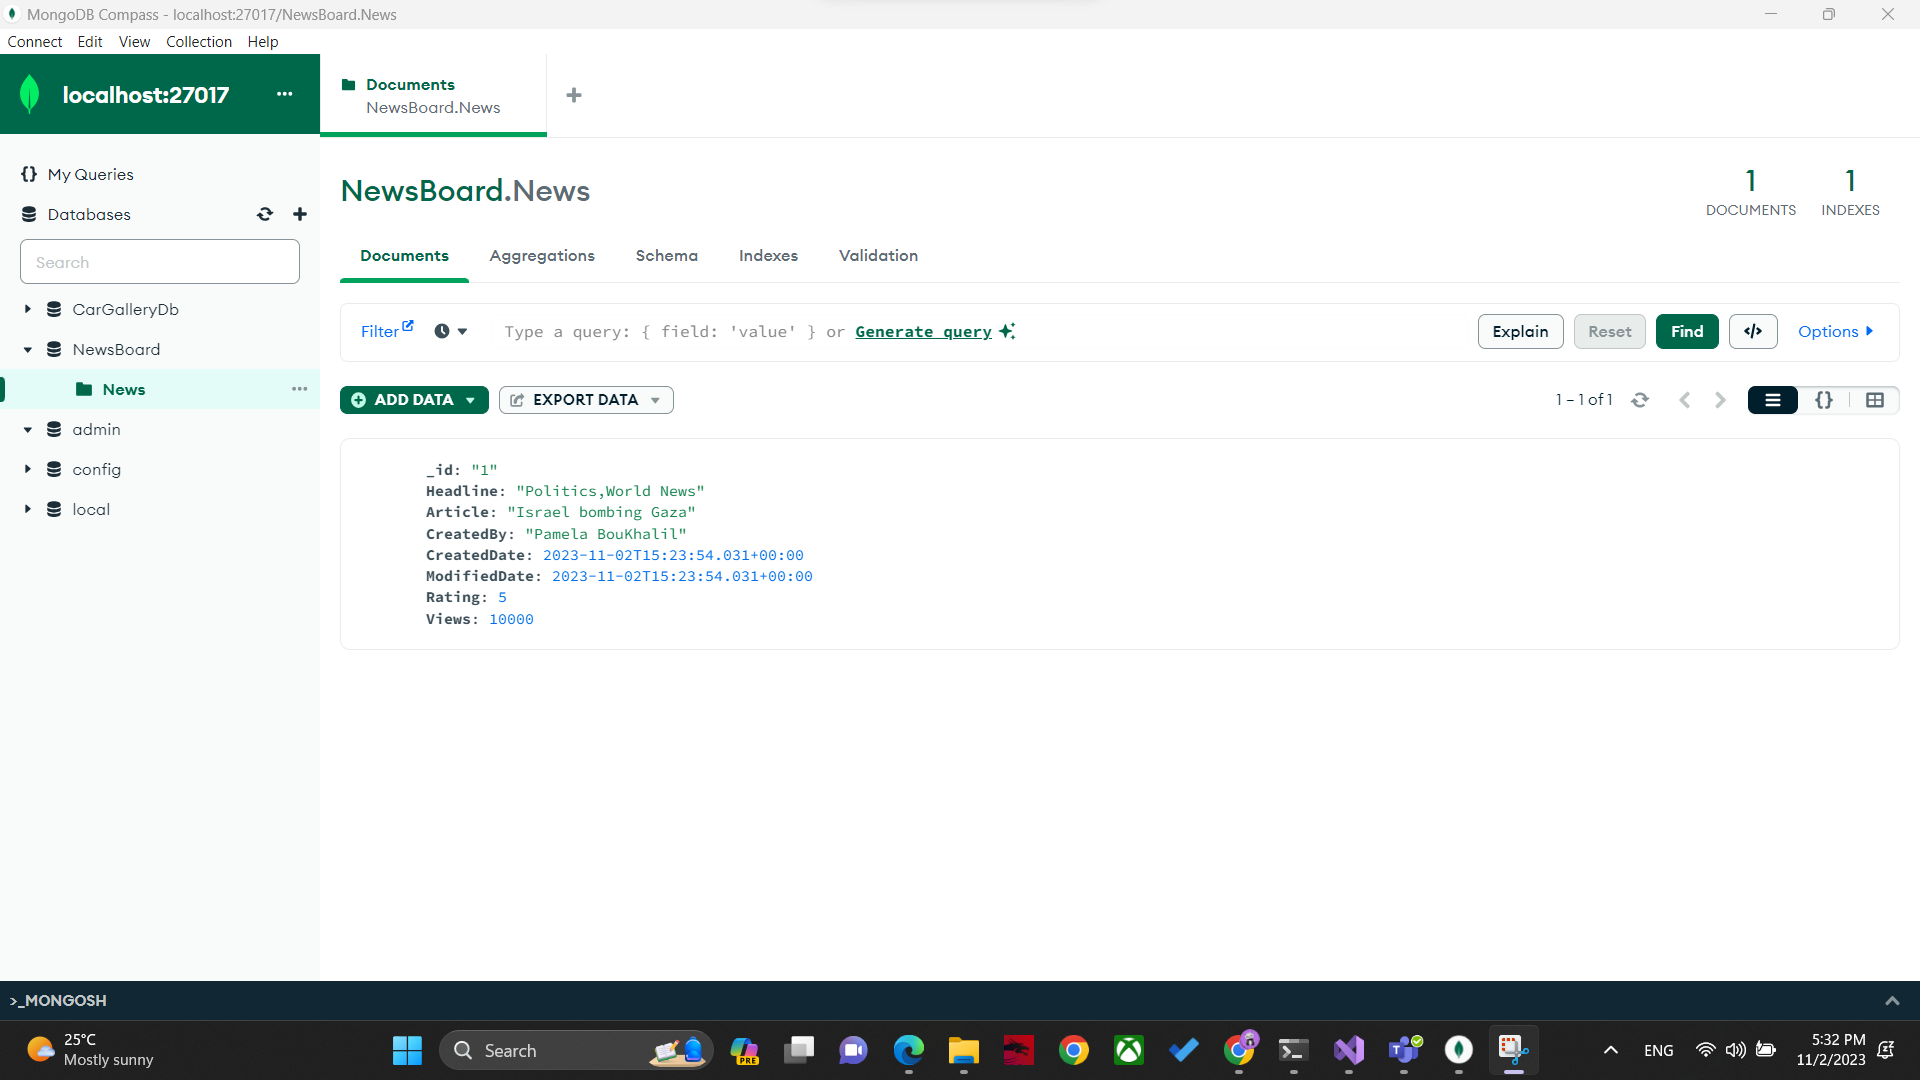 MongoDB Compass - localhost:27017/NewsBoard.News
Connect Edit View Collection Help
localhost:27017
Documents
NewsBoard.News
My Queries
Databases
Search
CarGalleryDb
NewsBoard
News
admin
config
local
NewsBoard.News
1
DOCUMENTS
1
INDEXES
Documents Aggregations Schema Indexes Validation
Filter Type a query: { field: 'value' } or Generate query Explain Reset Find </> Options
ADD DATA EXPORT DATA 1 – 1 of 1 {}
_id: "1"
Headline: "Politics,World News"
Article: "Israel bombing Gaza"
CreatedBy: "Pamela BouKhalil"
CreatedDate: 2023-11-02T15:23:54.031+00:00
ModifiedDate: 2023-11-02T15:23:54.031+00:00
Rating: 5
Views: 10000
>_MONGOSH
25°C
Mostly sunny
Search
PRE
ENG
5:32 PM
11/2/2023